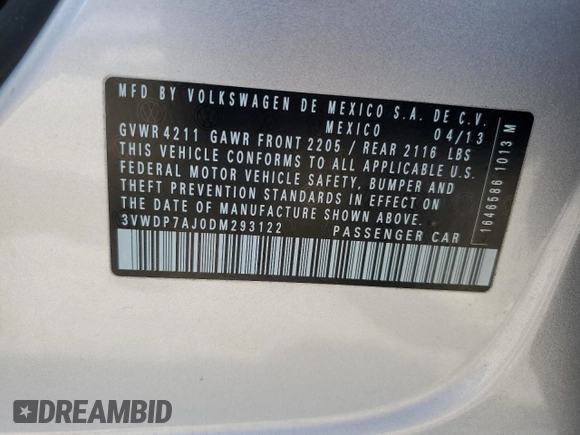 MFD BY VOLKSWAGEN DE MEXICO S.A. DE C.V.
MEXICO 04/13
GVWR 4211 GAWR FRONT 2205 / REAR 2116 LBS
THIS VEHICLE CONFORMS TO ALL APPLICABLE U.S.
FEDERAL MOTOR VEHICLE SAFETY, BUMPER AND
THEFT PREVENTION STANDARDS IN EFFECT ON
THE DATE OF MANUFACTURE SHOWN ABOVE.
3VWDP7AJ0DM293122 PASSENGER CAR
1646586 1013 M
DREAMBID